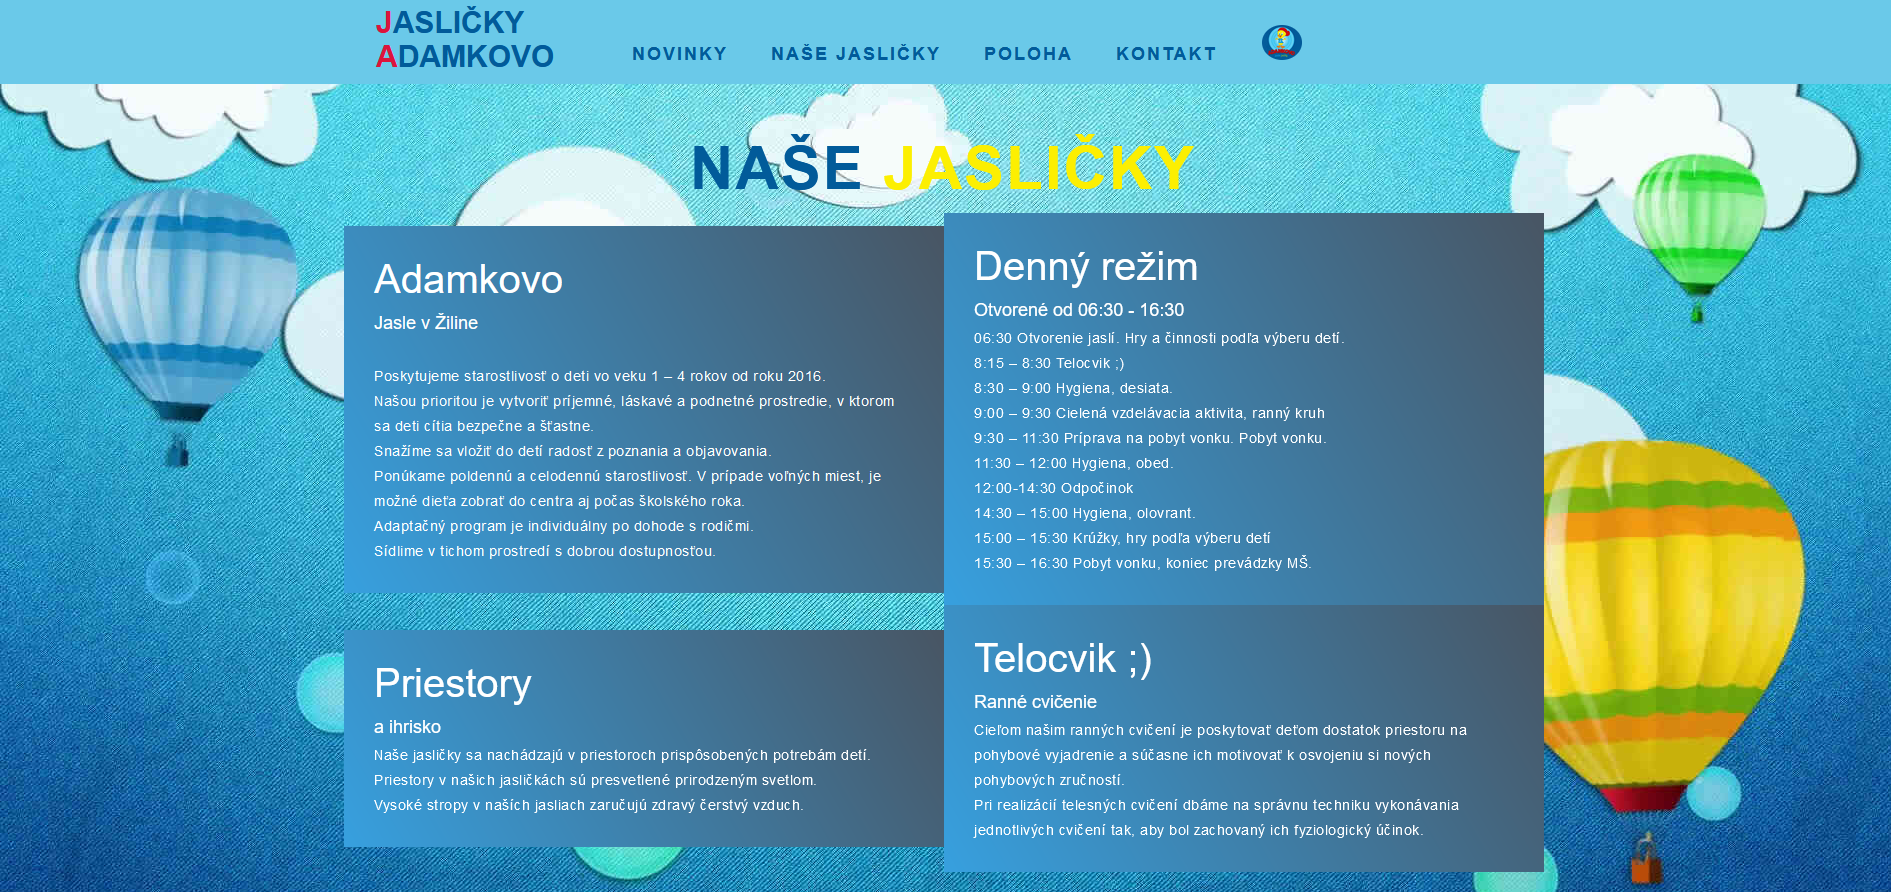 JASLIČKY
ADAMKOVO
NOVINKY
NAŠE JASLIČKY
POLOHA
KONTAKT
NAŠE JASLIČKY
Adamkovo
Jasle v Žiline
Poskytujeme starostlivosť o deti vo veku 1 – 4 rokov od roku 2016.
Našou prioritou je vytvoriť príjemné, láskavé a podnetné prostredie, v ktorom
sa deti cítia bezpečne a šťastne.
Snažíme sa vložiť do detí radosť z poznania a objavovania.
Ponúkame poldennú a celodennú starostlivosť. V prípade voľných miest, je
možné dieťa zobrať do centra aj počas školského roka.
Adaptačný program je individuálny po dohode s rodičmi.
Sídlime v tichom prostredí s dobrou dostupnosťou.
Denný režim
Otvorené od 06:30 - 16:30
06:30 Otvorenie jaslí. Hry a činnosti podľa výberu detí.
8:15 – 8:30 Telocvik ;)
8:30 – 9:00 Hygiena, desiata.
9:00 – 9:30 Cielená vzdelávacia aktivita, ranný kruh
9:30 – 11:30 Príprava na pobyt vonku. Pobyt vonku.
11:30 – 12:00 Hygiena, obed.
12:00-14:30 Odpočinok
14:30 – 15:00 Hygiena, olovrant.
15:00 – 15:30 Krúžky, hry podľa výberu detí
15:30 – 16:30 Pobyt vonku, koniec prevádzky MŠ.
Priestory
a ihrisko
Naše jasličky sa nachádzajú v priestoroch prispôsobených potrebám detí.
Priestory v našich jasličkách sú presvetlené prirodzeným svetlom.
Vysoké stropy v naších jasliach zaručujú zdravý čerstvý vzduch.
Telocvik ;)
Ranné cvičenie
Cieľom našim ranných cvičení je poskytovať deťom dostatok priestoru na
pohybové vyjadrenie a súčasne ich motivovať k osvojeniu si nových
pohybových zručností.
Pri realizácií telesných cvičení dbáme na správnu techniku vykonávania
jednotlivých cvičení tak, aby bol zachovaný ich fyziologický účinok.